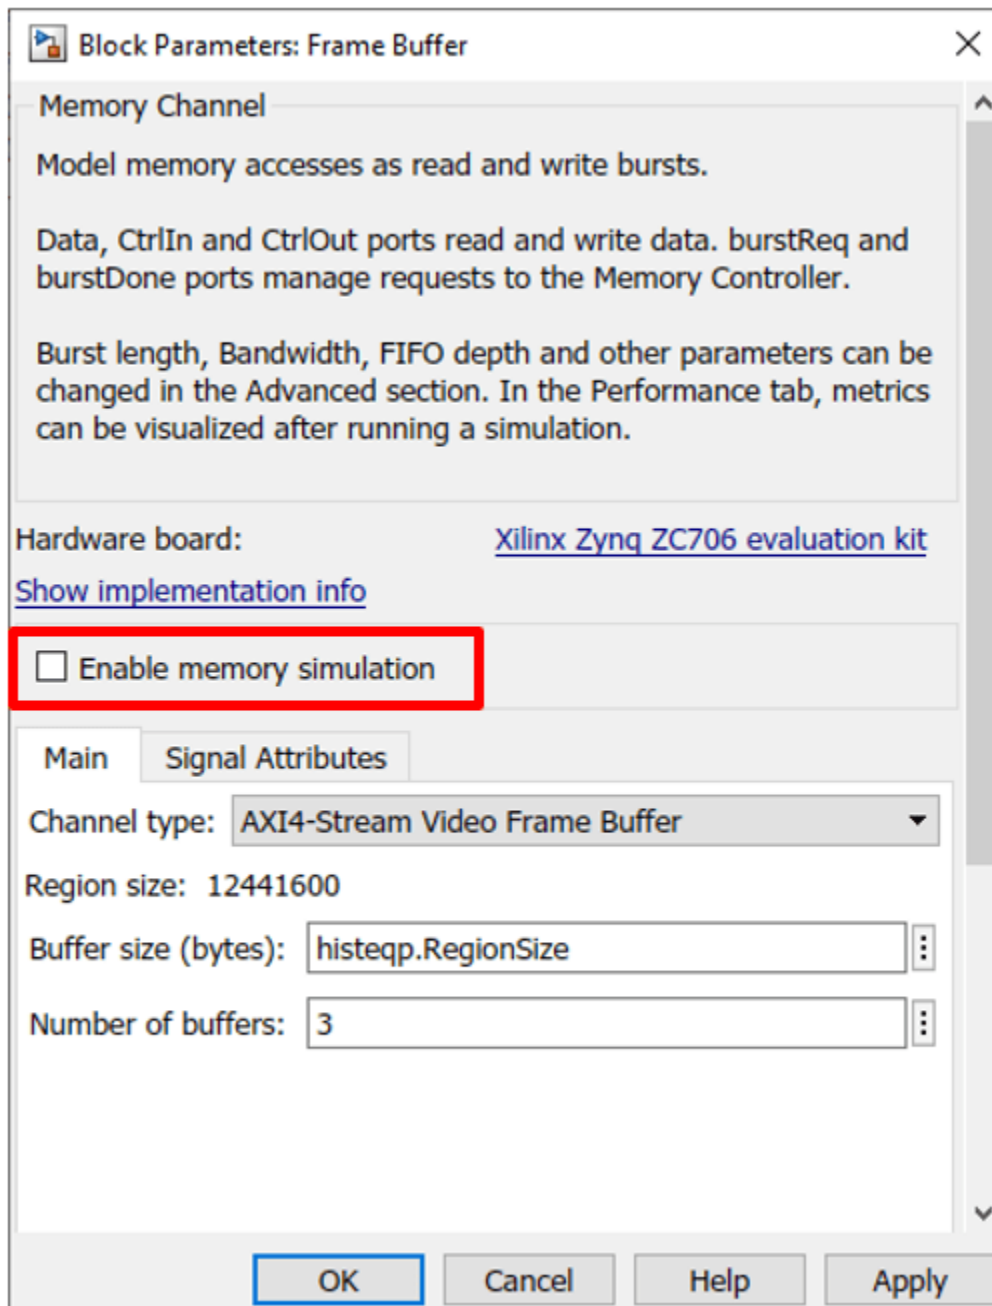 Block Parameters: Frame Buffer
Memory Channel
Model memory accesses as read and write bursts.
Data, CtrlIn and CtrlOut ports read and write data. burstReq and
burstDone ports manage requests to the Memory Controller.
Burst length, Bandwidth, FIFO depth and other parameters can be
changed in the Advanced section. In the Performance tab, metrics
can be visualized after running a simulation.
Hardware board: Xilinx Zynq ZC706 evaluation kit
Show implementation info
Enable memory simulation
Main Signal Attributes
Channel type: AXI4-Stream Video Frame Buffer
Region size: 12441600
Buffer size (bytes): histeqp.RegionSize
Number of buffers: 3
OK Cancel Help Apply